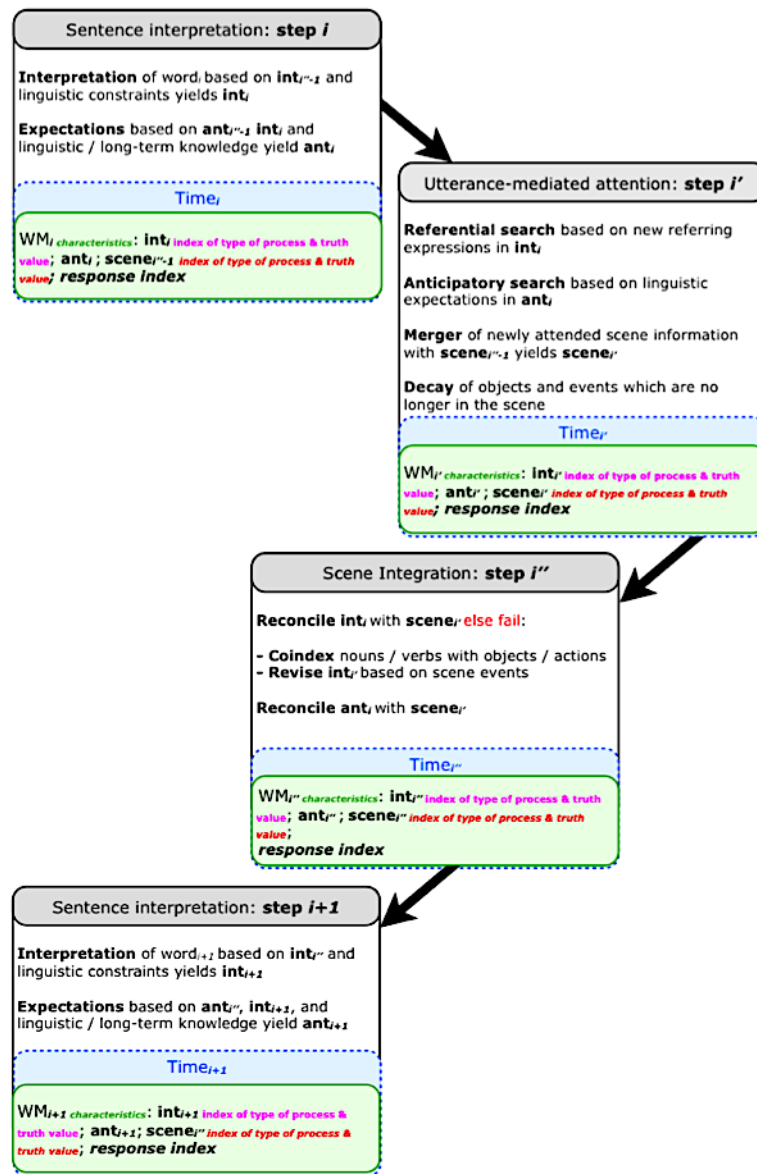 Sentence interpretation: step i
Interpretation of wordᵢ based on intᵢ''₋₁ and
linguistic constraints yields intᵢ
Expectations based on antᵢ''₋₁ intᵢ and
linguistic / long-term knowledge yield antᵢ
Timeᵢ
WMᵢ characteristics: intᵢ index of type of process & truth
value; antᵢ ; sceneᵢ''₋₁ index of type of process & truth
value; response index
Utterance-mediated attention: step i'
Referential search based on new referring
expressions in intᵢ
Anticipatory search based on linguistic
expectations in antᵢ
Merger of newly attended scene information
with sceneᵢ''₋₁ yields sceneᵢ'
Decay of objects and events which are no
longer in the scene
Timeᵢ'
WMᵢ' characteristics: intᵢ' index of type of process & truth
value; antᵢ' ; sceneᵢ' index of type of process & truth
value; response index
Scene Integration: step i''
Reconcile intᵢ with sceneᵢ' else fail:
- Coindex nouns / verbs with objects / actions
- Revise intᵢ' based on scene events
Reconcile antᵢ with sceneᵢ'
Timeᵢ''
WMᵢ'' characteristics: intᵢ'' index of type of process & truth
value; antᵢ'' ; sceneᵢ'' index of type of process & truth
value;
response index
Sentence interpretation: step i+1
Interpretation of wordᵢ₊₁ based on intᵢ'' and
linguistic constraints yields intᵢ₊₁
Expectations based on antᵢ'', intᵢ₊₁, and
linguistic / long-term knowledge yield antᵢ₊₁
Timeᵢ₊₁
WMᵢ₊₁ characteristics: intᵢ₊₁ index of type of process &
truth value; antᵢ₊₁; sceneᵢ'' index of type of process &
truth value; response index